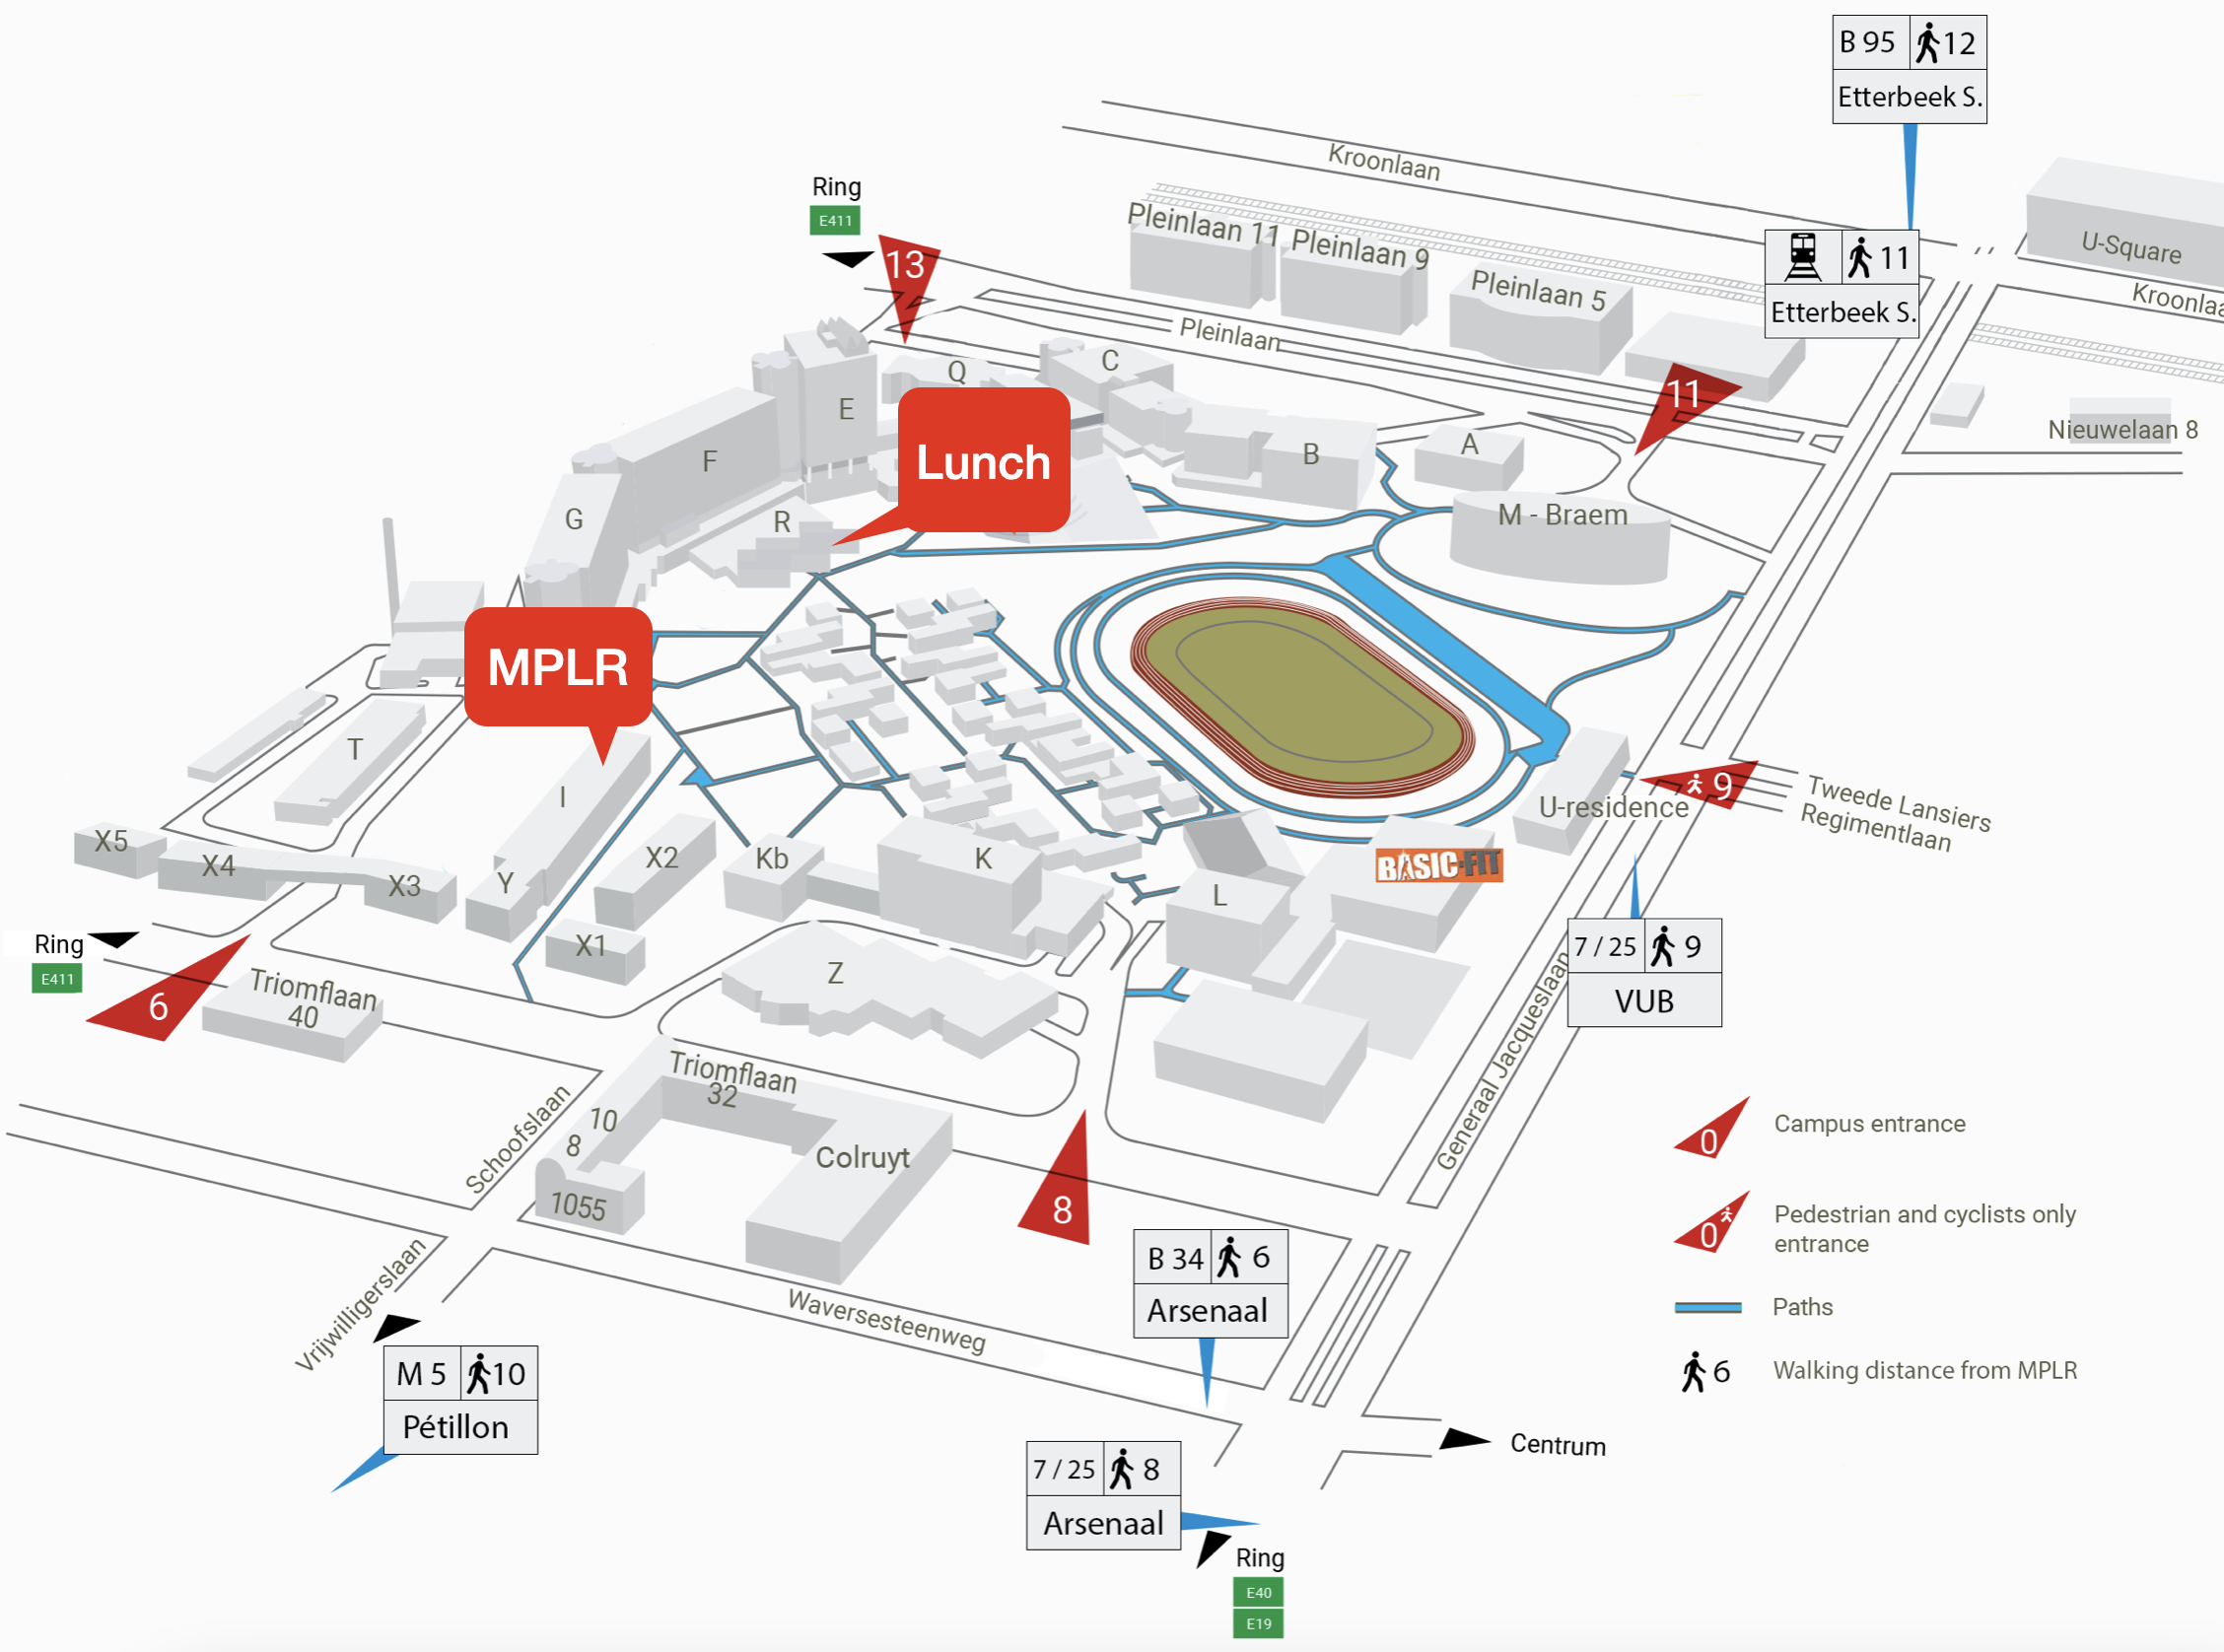 B 95
12
Etterbeek S.
Kroonlaan
Ring
E411
13
Pleinlaan 11
Pleinlaan 9
Pleinlaan 5
11
Etterbeek S.
U-Square
Pleinlaan
11
Nieuwelaan 8
Q
C
E
Lunch
F
B
A
G
R
M - Braem
MPLR
T
I
9
Tweede Lansiers
Regimentlaan
U-residence
X5
X4
X3
Y
X2
Kb
K
BASIC-FIT
L
X1
Ring
E411
6
Triomflaan
40
Z
7 / 25
9
VUB
Generaal Jacqueslaan
Triomflaan
32
10
8
1055
Colruyt
Schoofslaan
8
0
Campus entrance
0
Pedestrian and cyclists only
entrance
Paths
6
Walking distance from MPLR
B 34
6
Arsenaal
Waversesteenweg
Vrijwilligerslaan
M 5
10
Pétillon
Centrum
7 / 25
8
Arsenaal
Ring
E40
E19